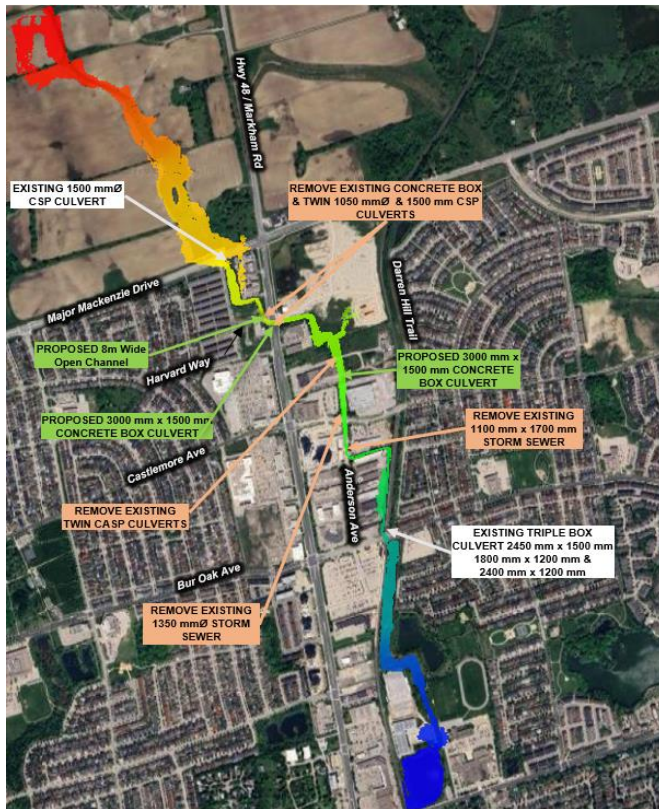 Hwy 48 / Markham Rd
EXISTING 1500 mmØ
CSP CULVERT
REMOVE EXISTING CONCRETE BOX
& TWIN 1050 mmØ & 1500 mm CSP
CULVERTS
Major Mackenzie Drive
Darren Hill Trail
PROPOSED 8m Wide
Open Channel
Harvard Way
PROPOSED 3000 mm x
1500 mm CONCRETE
BOX CULVERT
PROPOSED 3000 mm x 1500 mm
CONCRETE BOX CULVERT
REMOVE EXISTING
1100 mm x 1700 mm
STORM SEWER
Castlemore Ave
REMOVE EXISTING
TWIN CASP CULVERTS
Anderson Ave
EXISTING TRIPLE BOX
CULVERT 2450 mm x 1500 mm
1800 mm x 1200 mm &
2400 mm x 1200 mm
Bur Oak Ave
REMOVE EXISTING
1350 mmØ STORM
SEWER